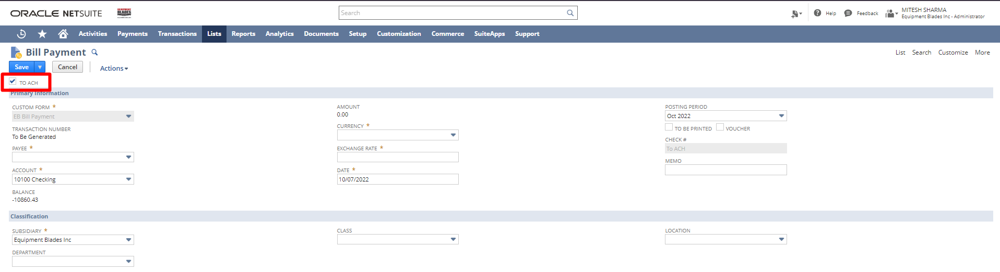 ORACLE NETSUITE
EQUIPMENT
BLADES
Search
Help
Feedback
MITESH SHARMA
Equipment Blades Inc - Administrator
Activities Payments Transactions Lists Reports Analytics Documents Setup Customization Commerce SuiteApps Support
Bill Payment
List Search Customize More
Save Cancel Actions
TO ACH
Primary Information
CUSTOM FORM *
EB Bill Payment
TRANSACTION NUMBER
To Be Generated
PAYEE *
ACCOUNT *
10100 Checking
BALANCE
-10860.43
AMOUNT
0.00
CURRENCY *
EXCHANGE RATE *
DATE *
10/07/2022
POSTING PERIOD
Oct 2022
TO BE PRINTED VOUCHER
CHECK #
To ACH
MEMO
Classification
SUBSIDIARY *
Equipment Blades Inc
DEPARTMENT
CLASS
LOCATION